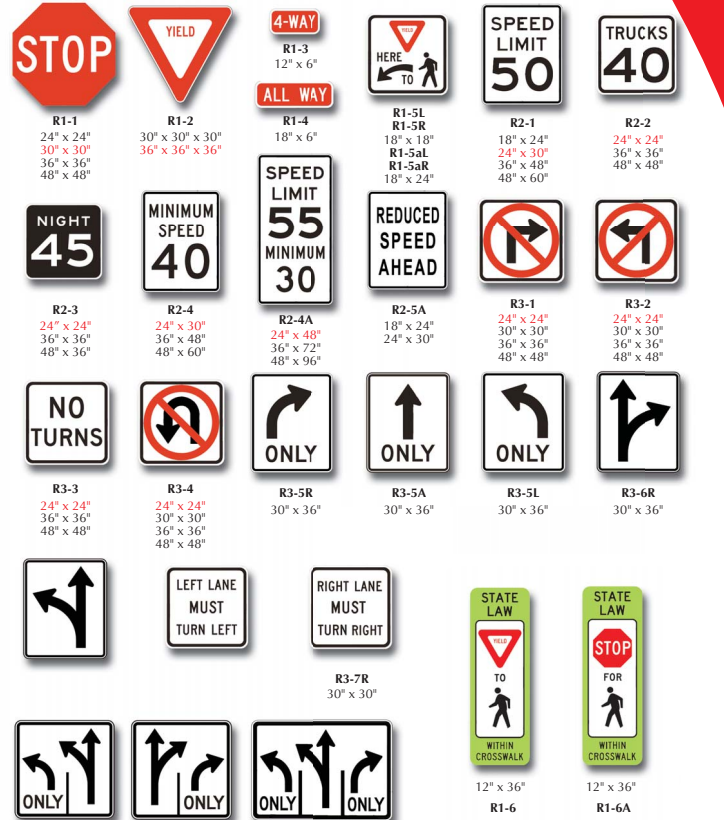 STOP
R1-1
24" x 24"
30" x 30"
36" x 36"
48" x 48"
YIELD
R1-2
30" x 30" x 30"
36" x 36" x 36"
4-WAY
R1-3
12" x 6"
ALL WAY
R1-4
18" x 6"
YIELD
HERE
TO
R1-5L
R1-5R
18" x 18"
R1-5aL
R1-5aR
18" x 24"
SPEED
LIMIT
50
R2-1
18" x 24"
24" x 30"
36" x 48"
48" x 60"
TRUCKS
40
R2-2
24" x 24"
36" x 36"
48" x 48"
NIGHT
45
R2-3
24" x 24"
36" x 36"
48" x 36"
MINIMUM
SPEED
40
R2-4
24" x 30"
36" x 48"
48" x 60"
SPEED
LIMIT
55
MINIMUM
30
R2-4A
24" x 48"
36" x 72"
48" x 96"
REDUCED
SPEED
AHEAD
R2-5A
18" x 24"
24" x 30"
R3-1
24" x 24"
30" x 30"
36" x 36"
48" x 48"
R3-2
24" x 24"
30" x 30"
36" x 36"
48" x 48"
NO
TURNS
R3-3
24" x 24"
36" x 36"
48" x 48"
R3-4
24" x 24"
30" x 30"
36" x 36"
48" x 48"
ONLY
R3-5R
30" x 36"
ONLY
R3-5A
30" x 36"
ONLY
R3-5L
30" x 36"
R3-6R
30" x 36"
LEFT LANE
MUST
TURN LEFT
RIGHT LANE
MUST
TURN RIGHT
R3-7R
30" x 30"
STATE
LAW
YIELD
TO
WITHIN
CROSSWALK
12" x 36"
R1-6
STATE
LAW
STOP
FOR
WITHIN
CROSSWALK
12" x 36"
R1-6A
ONLY
ONLY
ONLY
ONLY